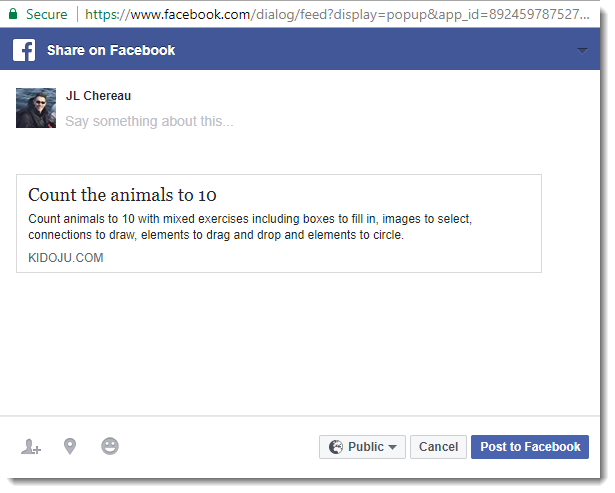 Secure https://www.facebook.com/dialog/feed?display=popup&app_id=892459787527...
Share on Facebook
JL Chereau
Say something about this...
Count the animals to 10
Count animals to 10 with mixed exercises including boxes to fill in, images to select,
connections to draw, elements to drag and drop and elements to circle.
KIDOJU.COM
Public Cancel Post to Facebook